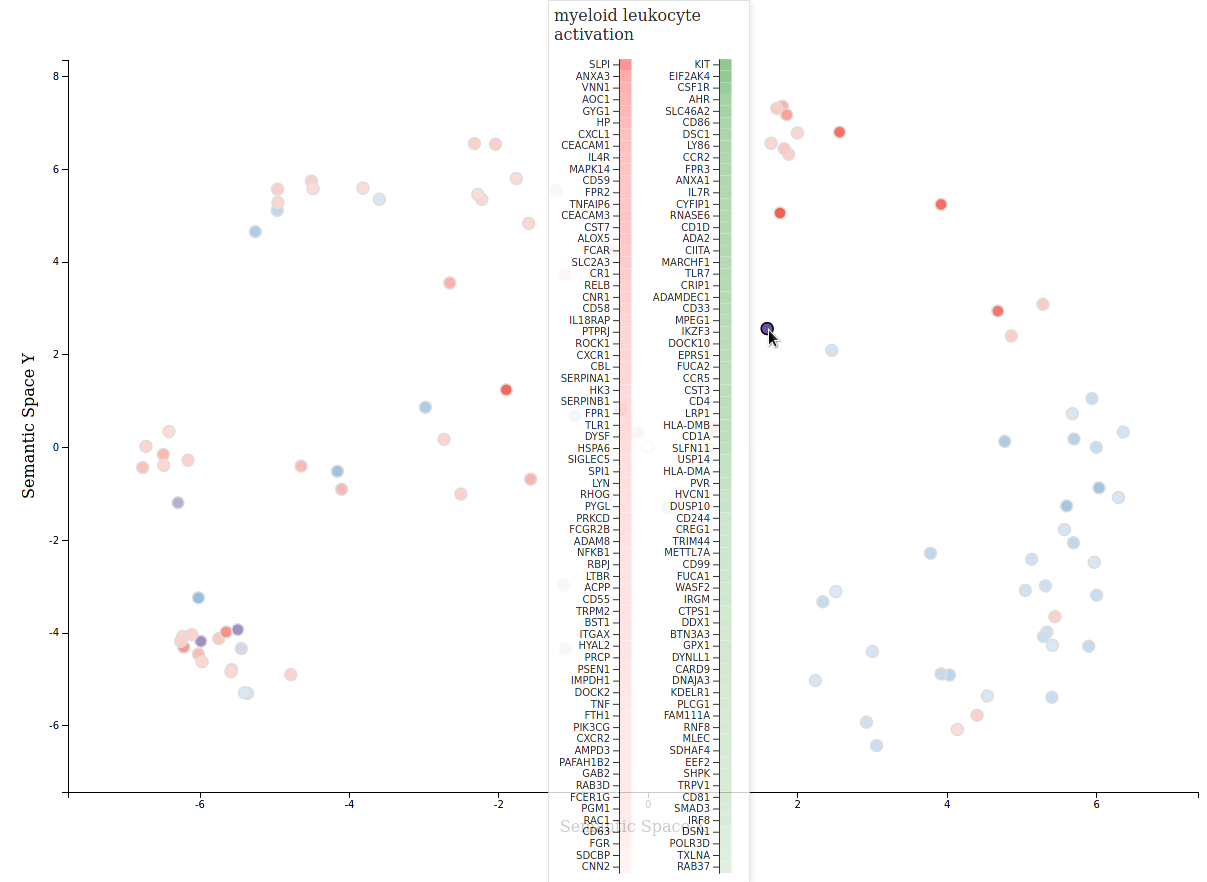 myeloid leukocyte
activation
SLPI KIT
ANXA3 EIF2AK4
VNN1 CSF1R
AOC1 AHR
GYG1 SLC46A2
HP CD86
CXCL1 DSC1
CEACAM1 LY86
IL4R CCR2
MAPK14 FPR3
CD59 ANXA1
FPR2 IL7R
TNFAIP6 CYFIP1
CEACAM3 RNASE6
CST7 CD1D
ALOX5 ADA2
FCAR CIITA
SLC2A3 MARCHF1
CR1 TLR7
RELB CRIP1
CNR1 ADAMDEC1
CD58 CD33
IL18RAP MPEG1
PTPRJ IKZF3
ROCK1 DOCK10
CXCR1 EPRS1
CBL FUCA2
SERPINA1 CCR5
HK3 CST3
SERPINB1 CD4
FPR1 LRP1
TLR1 HLA-DMB
DYSF CD1A
HSPA6 SLFN11
SIGLEC5 USP14
SPI1 HLA-DMA
LYN PVR
RHOG HVCN1
PYGL DUSP10
PRKCD CD244
FCGR2B CREG1
ADAM8 TRIM44
NFKB1 METTL7A
RBPJ CD99
LTBR FUCA1
ACPP WASF2
CD55 IRGM
TRPM2 CTPS1
BST1 DDX1
ITGAX BTN3A3
HYAL2 GPX1
PRCP DYNLL1
PSEN1 CARD9
IMPDH1 DNAJA3
DOCK2 KDELR1
TNF PLCG1
FTH1 FAM111A
PIK3CG RNF8
CXCR2 MLEC
AMPD3 SDHAF4
PAFAH1B2 EEF2
GAB2 SHPK
RAB3D TRPV1
FCER1G CD81
PGM1 SMAD3
RAC1 IRF8
CD63 DSN1
FGR POLR3D
SDCBP TXLNA
CNN2 RAB37
Semantic Space Y
8
6
4
2
0
-2
-4
-6
-6 -4 -2 0 2 4 6
Semantic Space